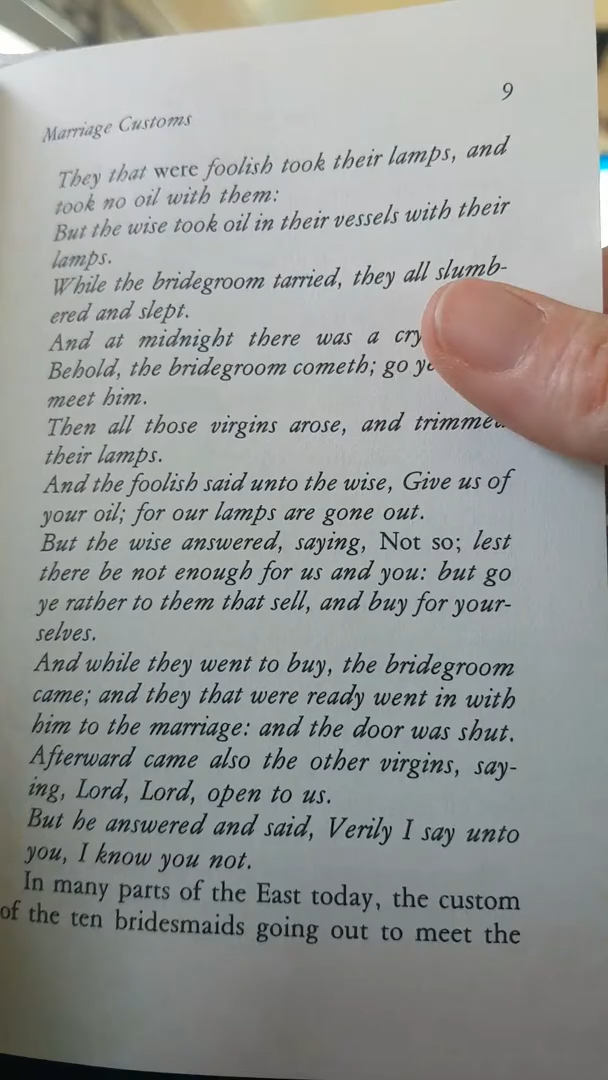 9
Marriage Customs
They that were foolish took their lamps, and
took no oil with them:
But the wise took oil in their vessels with their
lamps.
While the bridegroom tarried, they all slumb-
ered and slept.
And at midnight there was a cry
Behold, the bridegroom cometh; go
meet him.
Then all those virgins arose, and
their lamps.
And the foolish said unto the wise, Give us of
your oil; for our lamps are gone out.
But the wise answered, saying, Not so; lest
there be not enough for us and you: but go
ye rather to them that sell, and buy for your-
selves.
And while they went to buy, the bridegroom
came; and they that were ready went in with
him to the marriage: and the door was shut.
Afterward came also the other virgins, say-
ing, Lord, Lord, open to us.
But he answered and said, Verily I say unto
you, I know you not.
In many parts of the East today, the custom
of the ten bridesmaids going out to meet the